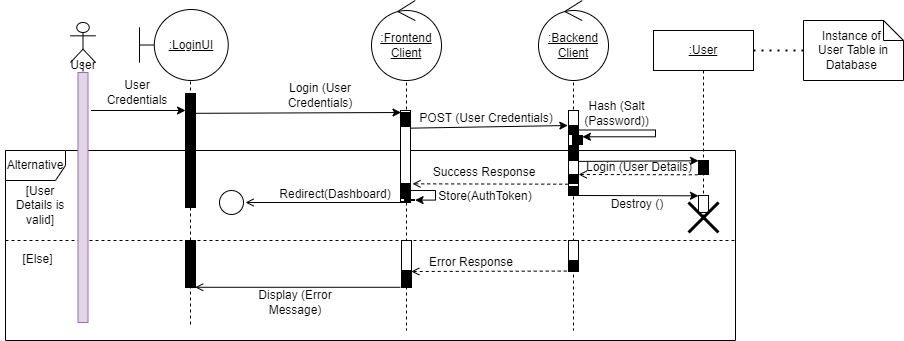 User
:LoginUI
:Frontend
Client
:Backend
Client
:User
Instance of
User Table in
Database
User
Credentials
Login (User
Credentials)
POST (User Credentials)
Hash (Salt
(Password))
Alternative
[User
Details is
valid]
Login (User Details)
Success Response
Redirect(Dashboard)
Store(AuthToken)
Destroy ()
[Else]
Error Response
Display (Error
Message)